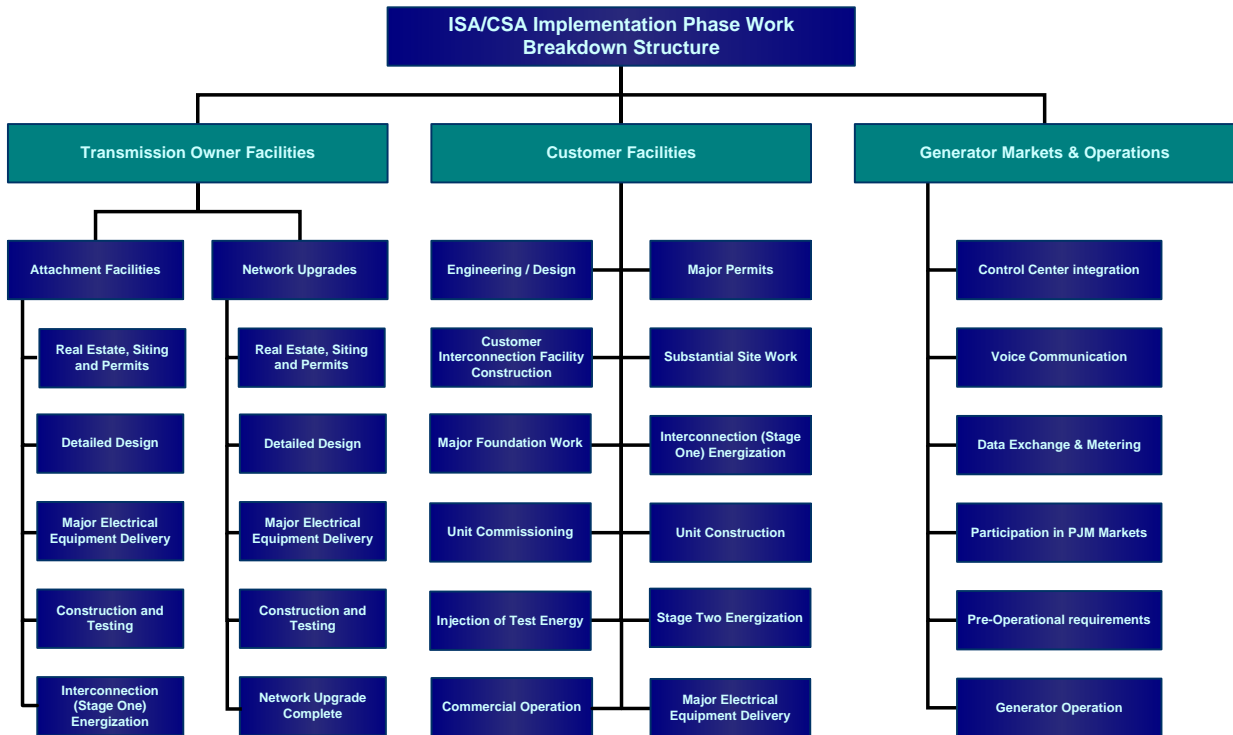 ISA/CSA Implementation Phase Work
Breakdown Structure
Transmission Owner Facilities
Customer Facilities
Generator Markets & Operations
Attachment Facilities
Network Upgrades
Engineering / Design
Major Permits
Control Center integration
Real Estate, Siting
and Permits
Real Estate, Siting
and Permits
Customer
Interconnection Facility
Construction
Substantial Site Work
Voice Communication
Detailed Design
Detailed Design
Major Foundation Work
Interconnection (Stage
One) Energization
Data Exchange & Metering
Major Electrical
Equipment Delivery
Major Electrical
Equipment Delivery
Unit Commissioning
Unit Construction
Participation in PJM Markets
Construction and
Testing
Construction and
Testing
Injection of Test Energy
Stage Two Energization
Pre-Operational requirements
Interconnection
(Stage One)
Energization
Network Upgrade
Complete
Commercial Operation
Major Electrical
Equipment Delivery
Generator Operation